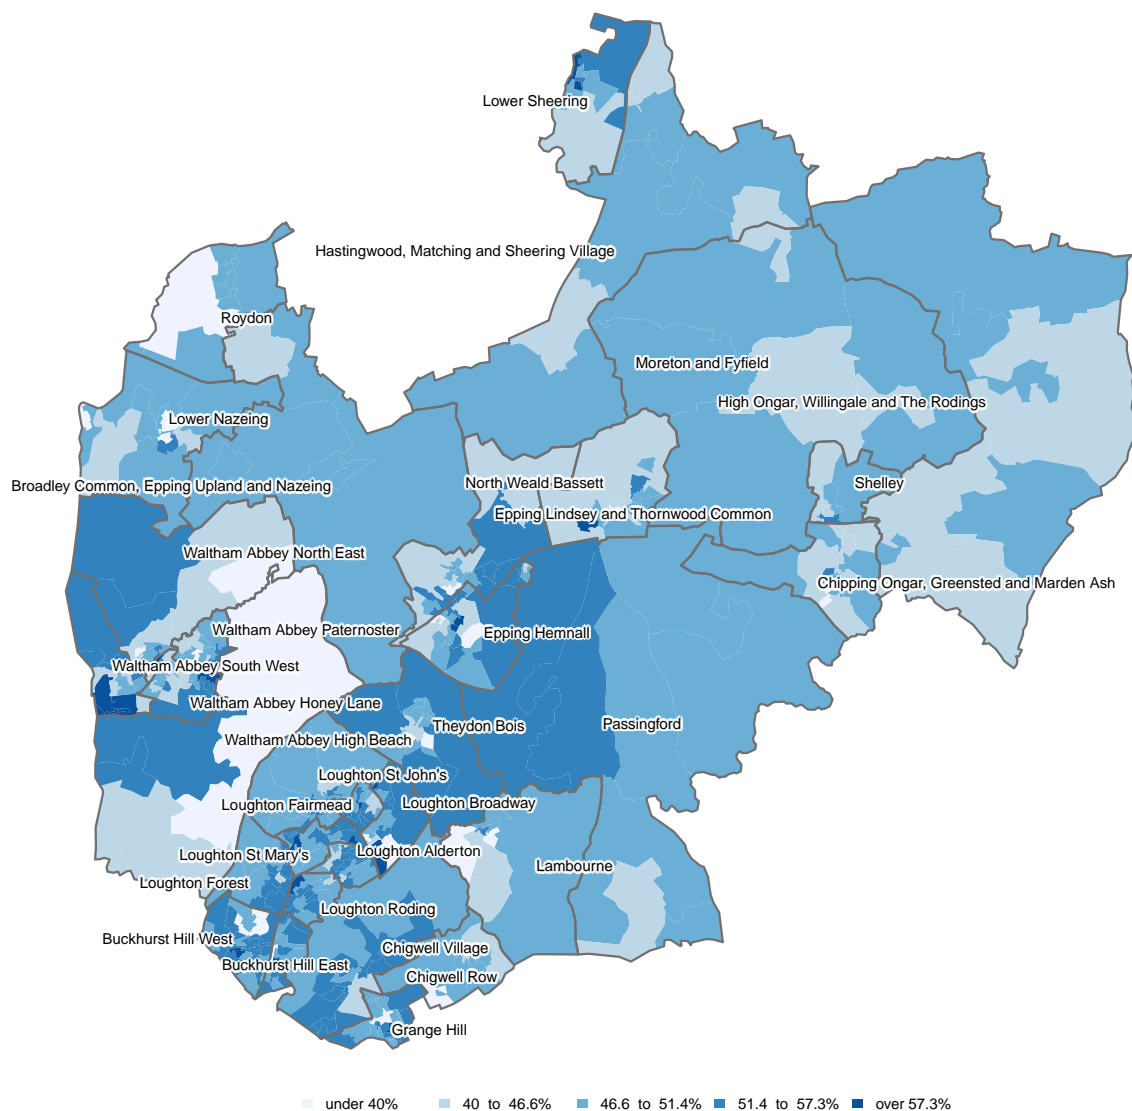 Lower Sheering
Hastingwood, Matching and Sheering Village
Roydon
Moreton and Fyfield
High Ongar, Willingale and The Rodings
Lower Nazeing
Broadley Common, Epping Upland and Nazeing
North Weald Bassett
Shelley
Epping Lindsey and Thornwood Common
Waltham Abbey North East
Chipping Ongar, Greensted and Marden Ash
Waltham Abbey Paternoster
Epping Hemnall
Waltham Abbey South West
Waltham Abbey Honey Lane
Theydon Bois
Passingford
Waltham Abbey High Beach
Loughton St John's
Loughton Fairmead
Loughton Broadway
Loughton St Mary's
Loughton Alderton
Lambourne
Loughton Forest
Loughton Roding
Buckhurst Hill West
Chigwell Village
Buckhurst Hill East
Chigwell Row
Grange Hill
under 40% 40 to 46.6% 46.6 to 51.4% 51.4 to 57.3% over 57.3%